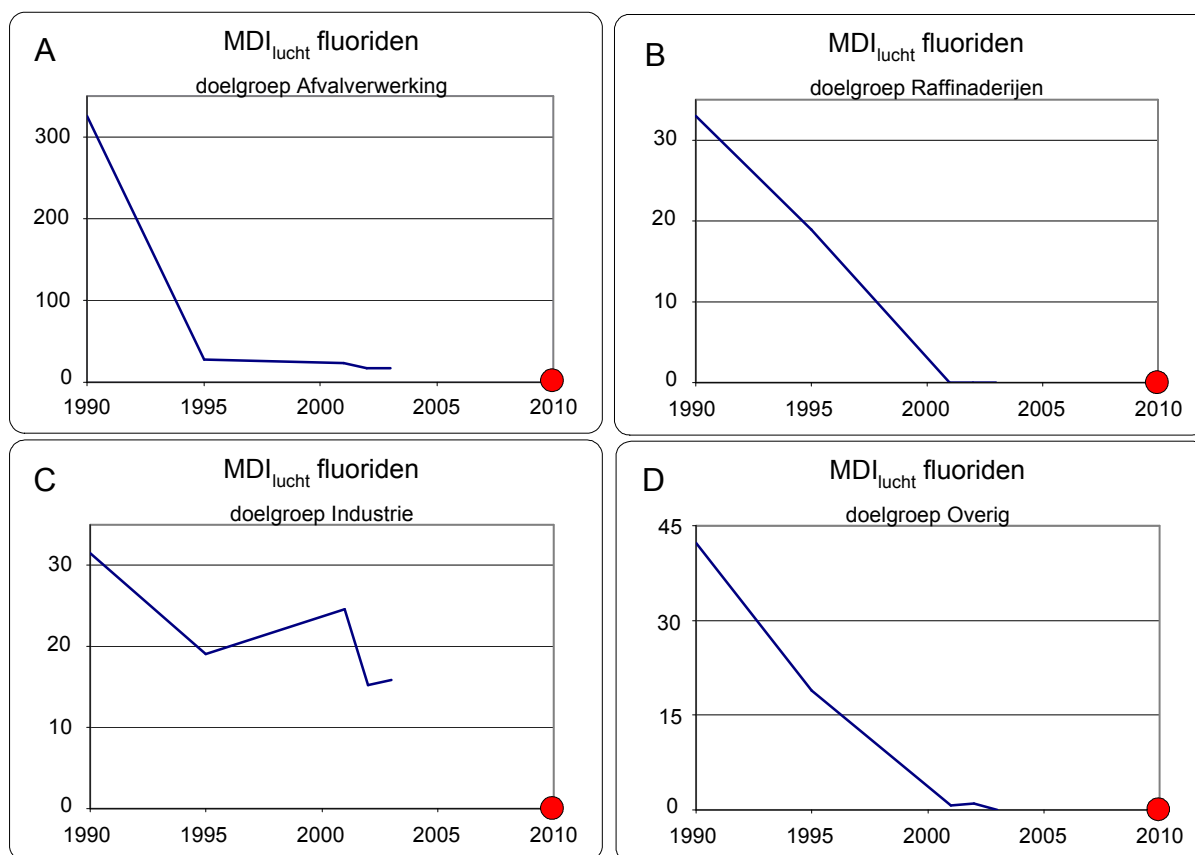 A
MDIlucht fluoriden
doelgroep Afvalverwerking
300
200
100
0
1990 1995 2000 2005 2010
B
MDIlucht fluoriden
doelgroep Raffinaderijen
30
20
10
0
1990 1995 2000 2005 2010
C
MDIlucht fluoriden
doelgroep Industrie
30
20
10
0
1990 1995 2000 2005 2010
D
MDIlucht fluoriden
doelgroep Overig
45
30
15
0
1990 1995 2000 2005 2010